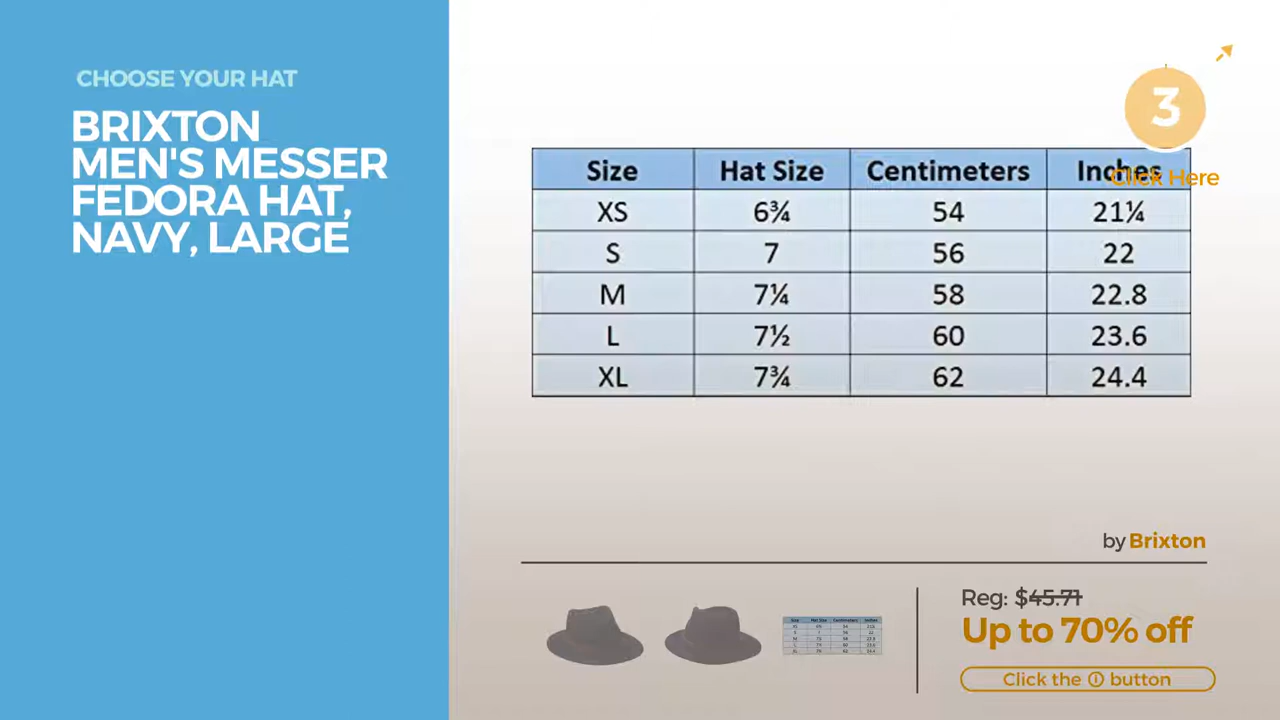 CHOOSE YOUR HAT
BRIXTON
MEN'S MESSER
FEDORA HAT,
NAVY, LARGE
3
Click Here
Size Hat Size Centimeters Inches
XS 6¾ 54 21¼
S 7 56 22
M 7¼ 58 22.8
L 7½ 60 23.6
XL 7¾ 62 24.4
by Brixton
Reg: $45.71
Up to 70% off
Click the ⓘ button